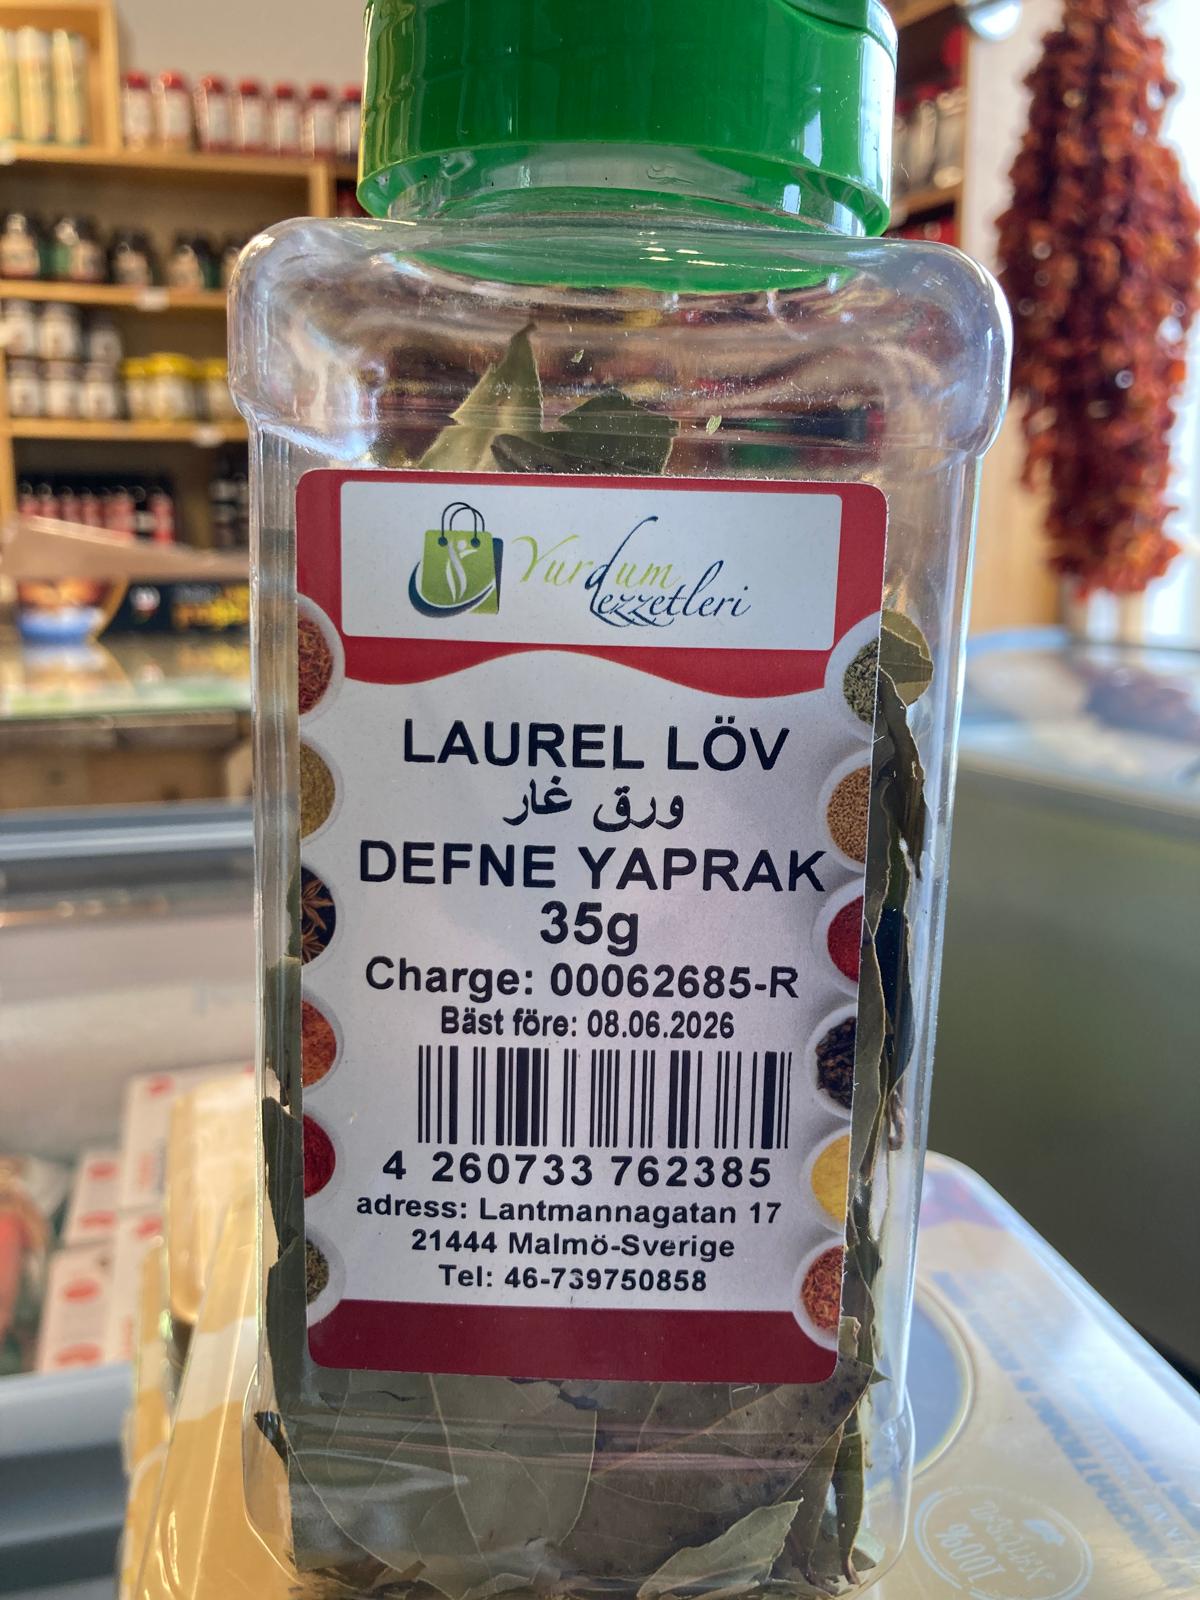 Yurdum
Lezzetleri
LAUREL LÖV
ورق غار
DEFNE YAPRAK
35g
Charge: 00062685-R
Bäst före: 08.06.2026
4 260733 762385
adress: Lantmannagatan 17
21444 Malmö-Sverige
Tel: 46-739750858
100%